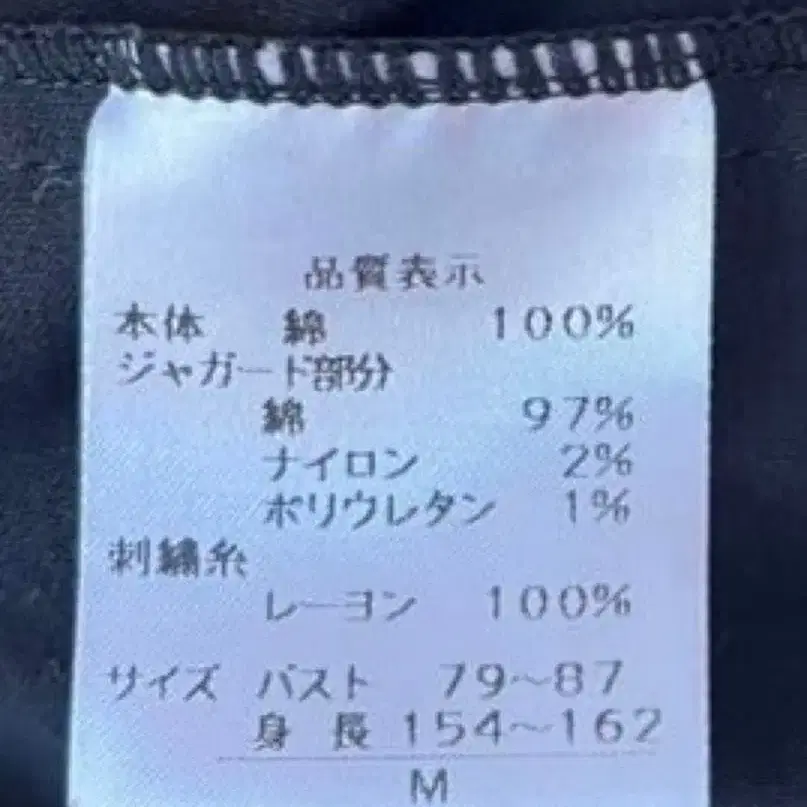 品質表示
本体 綿 100%
ジャガード部分
綿 97%
ナイロン 2%
ポリウレタン 1%
刺繍糸
レーヨン 100%
サイズ バスト 79~87
身長 154~162
M